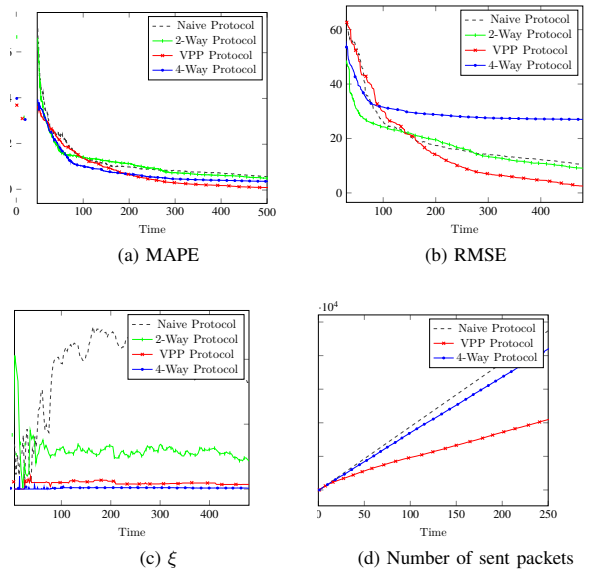 Naive Protocol
2-Way Protocol
VPP Protocol
4-Way Protocol
4
2
0
0
100
200
300
400
500
Time
(a) MAPE
Naive Protocol
2-Way Protocol
VPP Protocol
4-Way Protocol
60
40
20
0
100
200
300
400
Time
(b) RMSE
Naive Protocol
2-Way Protocol
VPP Protocol
4-Way Protocol
100
200
300
400
Time
(c) ξ
·10⁴
Naive Protocol
VPP Protocol
4-Way Protocol
0
50
100
150
200
250
Time
(d) Number of sent packets